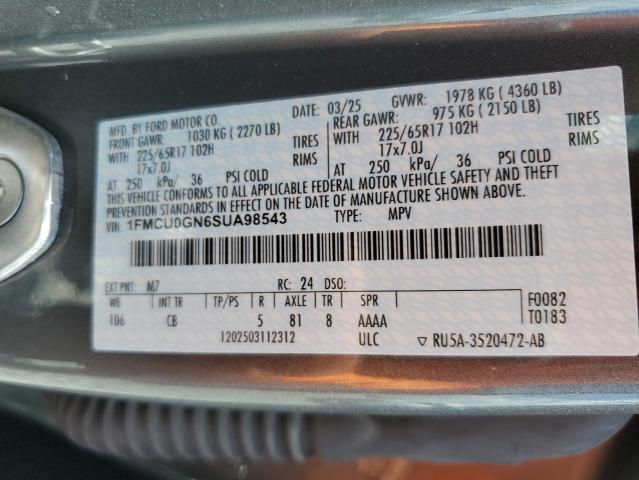 MFD. BY FORD MOTOR CO.
DATE: 03/25 GVWR: 1978 KG ( 4360 LB)
FRONT GAWR: 1030 KG ( 2270 LB) REAR GAWR: 975 KG ( 2150 LB)
WITH 225/65R17 102H TIRES WITH 225/65R17 102H TIRES
17x7.0J RIMS 17x7.0J RIMS
AT 250 kPa/ 36 PSI COLD AT 250 kPa/ 36 PSI COLD
THIS VEHICLE CONFORMS TO ALL APPLICABLE FEDERAL MOTOR VEHICLE SAFETY AND THEFT
PREVENTION STANDARDS IN EFFECT ON THE DATE OF MANUFACTURE SHOWN ABOVE.
VIN: 1FMCU0GN6SUA98543 TYPE: MPV
EXT PNT: M7 RC: 24 DSO:
WB INT TR TP/PS R AXLE TR SPR F0082
106 CB 5 81 8 AAAA T0183
1202503112312 ULC ▽ RU5A-3520472-AB